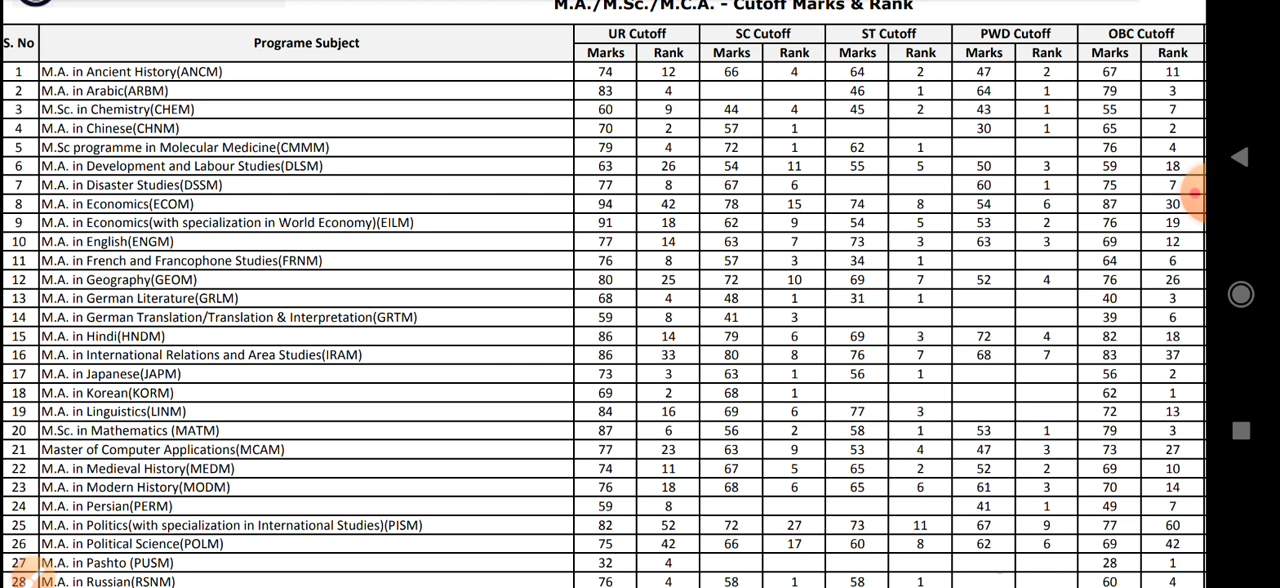 M.A./M.Sc./M.C.A. - Cutoff Marks & Rank
S. No Programe Subject UR Cutoff SC Cutoff ST Cutoff PWD Cutoff OBC Cutoff
Marks Rank Marks Rank Marks Rank Marks Rank Marks Rank
1 M.A. in Ancient History(ANCM) 74 12 66 4 64 2 47 2 67 11
2 M.A. in Arabic(ARBM) 83 4 46 1 64 1 79 3
3 M.Sc. in Chemistry(CHEM) 60 9 44 4 45 2 43 1 55 7
4 M.A. in Chinese(CHNM) 70 2 57 1 30 1 65 2
5 M.Sc programme in Molecular Medicine(CMMM) 79 4 72 1 62 1 76 4
6 M.A. in Development and Labour Studies(DLSM) 63 26 54 11 55 5 50 3 59 18
7 M.A. in Disaster Studies(DSSM) 77 8 67 6 60 1 75 7
8 M.A. in Economics(ECOM) 94 42 78 15 74 8 54 6 87 30
9 M.A. in Economics(with specialization in World Economy)(EILM) 91 18 62 9 54 5 53 2 76 19
10 M.A. in English(ENGM) 77 14 63 7 73 3 63 3 69 12
11 M.A. in French and Francophone Studies(FRNM) 76 8 57 3 34 1 64 6
12 M.A. in Geography(GEOM) 80 25 72 10 69 7 52 4 76 26
13 M.A. in German Literature(GRLM) 68 4 48 1 31 1 40 3
14 M.A. in German Translation/Translation & Interpretation(GRTM) 59 8 41 3 39 6
15 M.A. in Hindi(HNDM) 86 14 79 6 69 3 72 4 82 18
16 M.A. in International Relations and Area Studies(IRAM) 86 33 80 8 76 7 68 7 83 37
17 M.A. in Japanese(JAPM) 73 3 63 1 56 1 56 2
18 M.A. in Korean(KORM) 69 2 68 1 62 1
19 M.A. in Linguistics(LINM) 84 16 69 6 77 3 72 13
20 M.Sc. in Mathematics (MATM) 87 6 56 2 58 1 53 1 79 3
21 Master of Computer Applications(MCAM) 77 23 63 9 53 4 47 3 73 27
22 M.A. in Medieval History(MEDM) 74 11 67 5 65 2 52 2 69 10
23 M.A. in Modern History(MODM) 76 18 68 6 65 6 61 3 70 14
24 M.A. in Persian(PERM) 59 8 41 1 49 7
25 M.A. in Politics(with specialization in International Studies)(PISM) 82 52 72 27 73 11 67 9 77 60
26 M.A. in Political Science(POLM) 75 42 66 17 60 8 62 6 69 42
27 M.A. in Pashto (PUSM) 32 4 28 1
28 M.A. in Russian(RSNM) 76 4 58 1 58 1 60 4